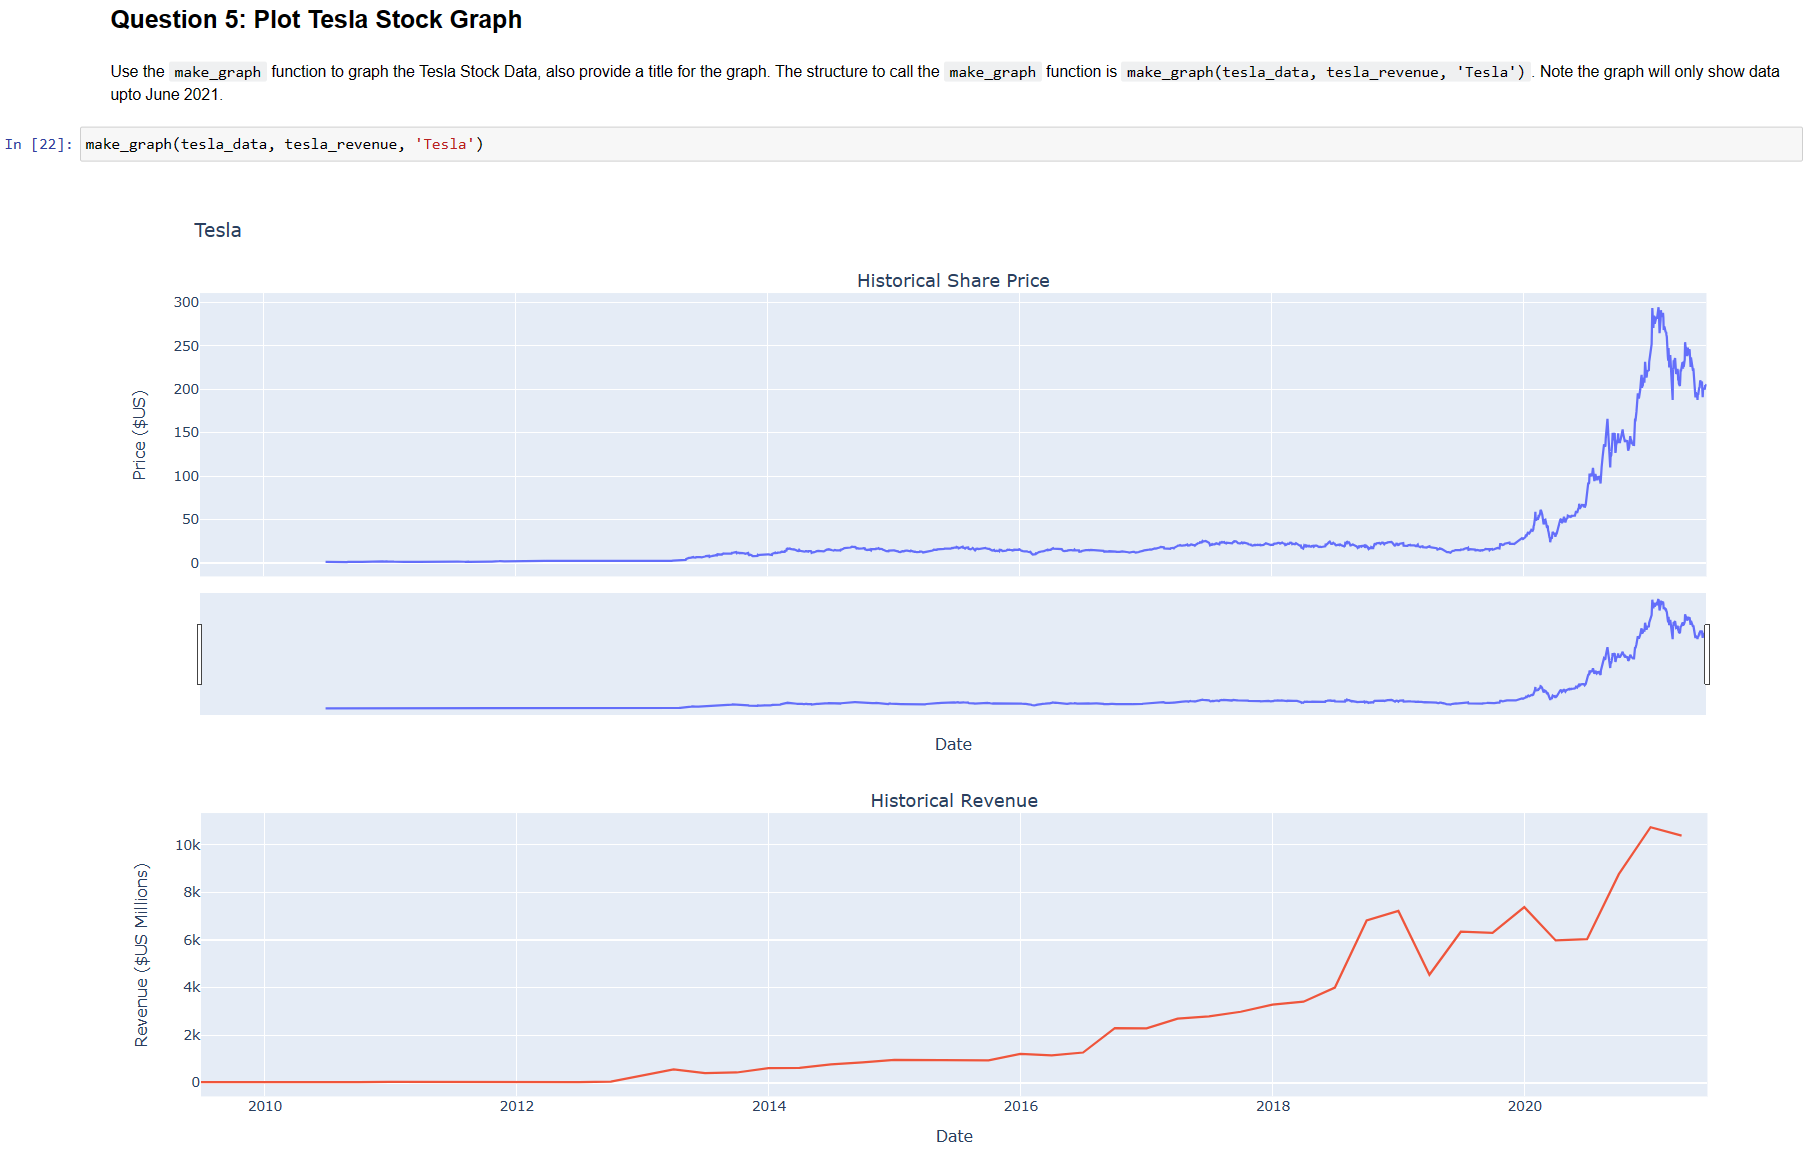 Question 5: Plot Tesla Stock Graph
Use the make_graph function to graph the Tesla Stock Data, also provide a title for the graph. The structure to call the make_graph function is make_graph(tesla_data, tesla_revenue, 'Tesla') . Note the graph will only show data
upto June 2021.
In [22]: make_graph(tesla_data, tesla_revenue, 'Tesla')
Tesla
Historical Share Price
300
250
200
150
100
50
0
Price ($US)
Date
Historical Revenue
10k
8k
6k
4k
2k
0
Revenue ($US Millions)
2010 2012 2014 2016 2018 2020
Date